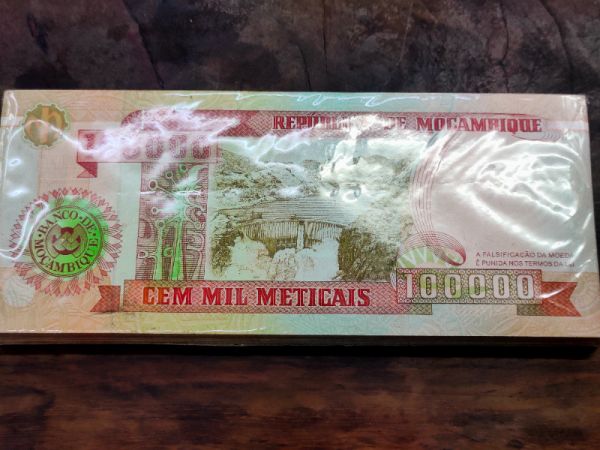 REPÚBLICA DE MOÇAMBIQUE
BANCO DE
MOÇAMBIQUE
A FALSIFICAÇÃO DA MOEDA
É PUNIDA NOS TERMOS DA LEI
CEM MIL METICAIS
100000